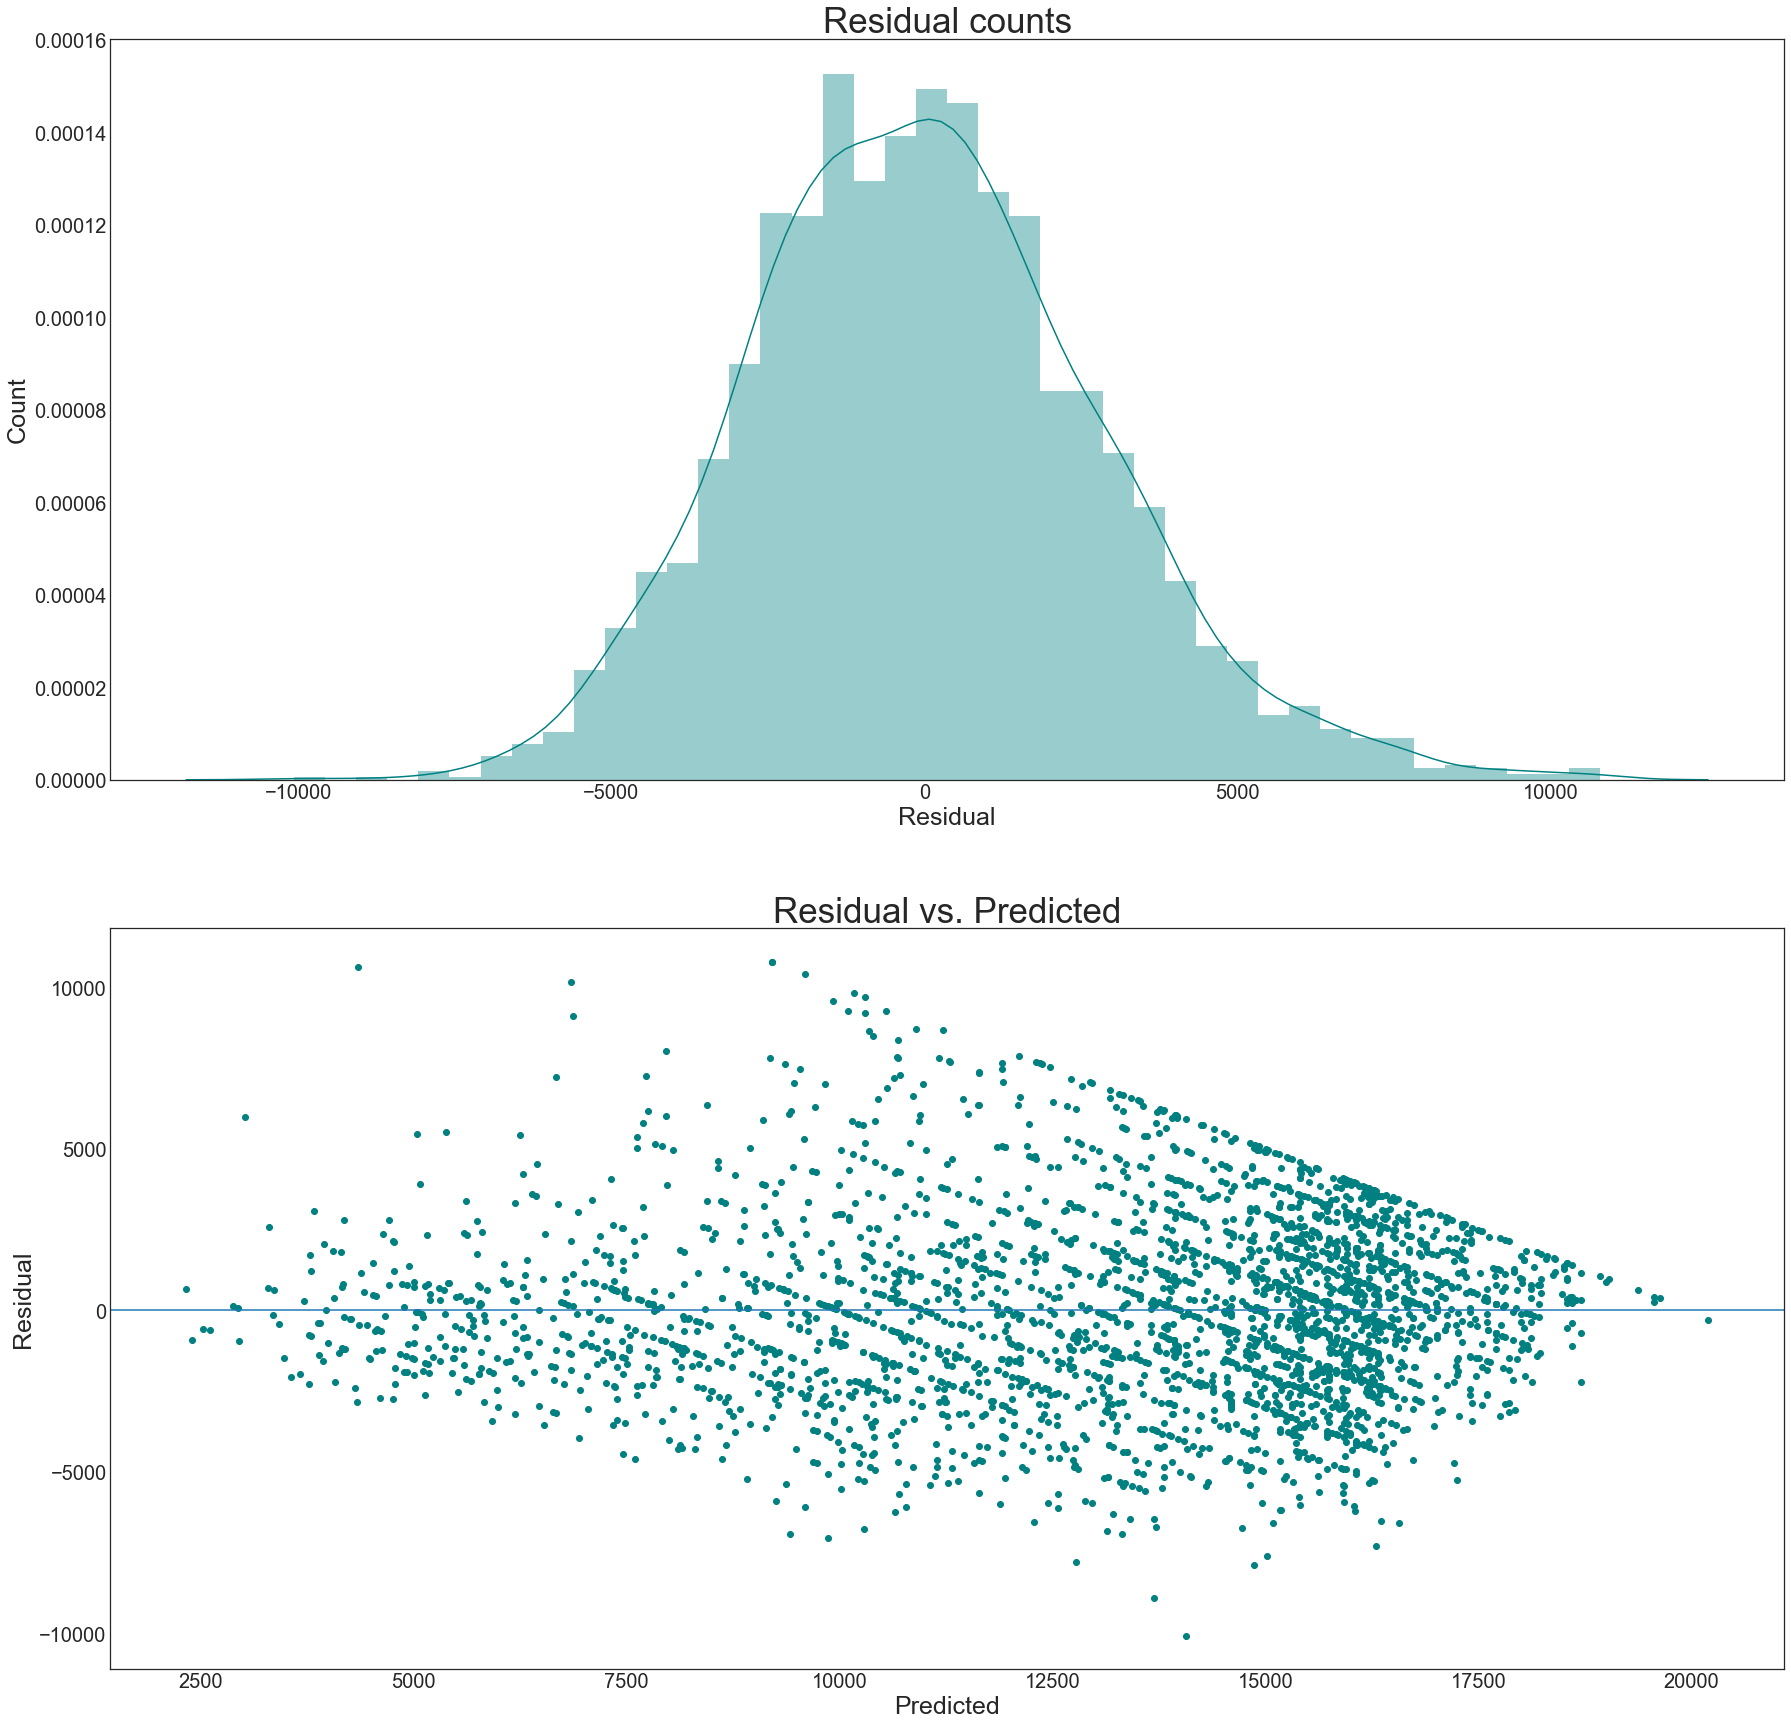 Residual counts
0.00016
0.00014
0.00012
0.00010
0.00008
0.00006
0.00004
0.00002
0.00000
Count
−10000 −5000 0 5000 10000
Residual
Residual vs. Predicted
10000
5000
0
−5000
−10000
Residual
2500 5000 7500 10000 12500 15000 17500 20000
Predicted